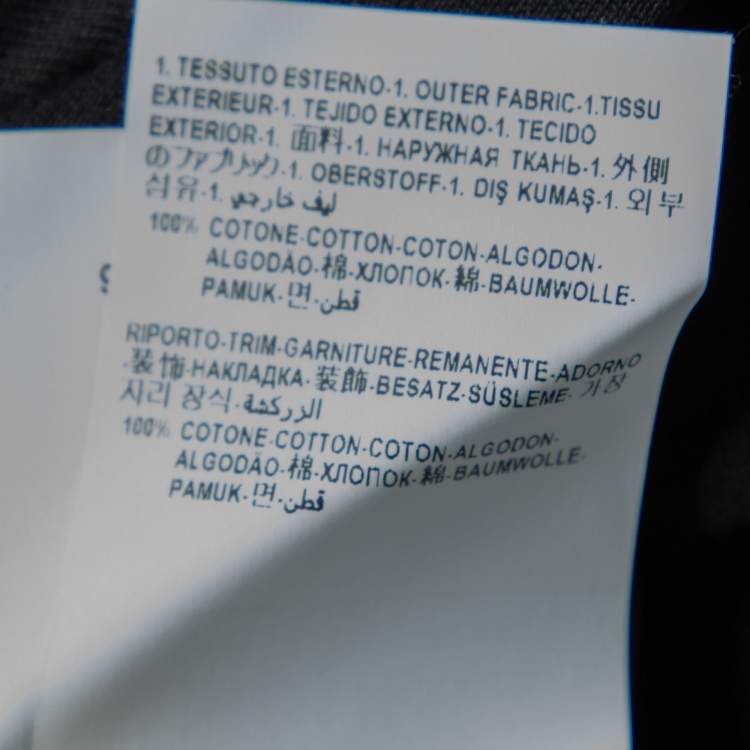 1. TESSUTO ESTERNO-1. OUTER FABRIC-1.TISSU
EXTERIEUR-1. TEJIDO EXTERNO-1. TECIDO
EXTERIOR-1. 面料-1. НАРУЖНАЯ ТКАНЬ-1. 外側
のファブリック-1. OBERSTOFF-1. DIŞ KUMAŞ-1. 외부
섬유-1. ليف خارجي
100% COTONE-COTTON-COTON-ALGODON-
ALGODÃO-棉-ХЛОПОК-綿-BAUMWOLLE-
PAMUK-면-قطن
RIPORTO-TRIM-GARNITURE-REMANENTE-ADORNO
-装饰-НАКЛАДКА-装飾-BESATZ-SÜSLEME-가장
자리 장식-الزركشة
100% COTONE-COTTON-COTON-ALGODON-
ALGODÃO-棉-ХЛОПОК-綿-BAUMWOLLE-
PAMUK-면-قطن